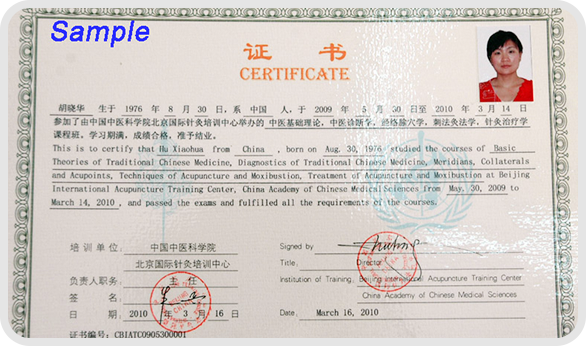 Sample
证 书
CERTIFICATE
胡晓华 生于 1976 年 8 月 30 日,系 中国 人,于 2009 年 5 月 30 日至 2010 年 3 月 14 日
参加了由中国中医科学院北京国际针灸培训中心举办的 中医基础理论, 中医诊断学, 经络腧穴学, 刺法灸法学, 针灸治疗学
课程班, 学习期满, 成绩合格, 准予结业。
This is to certify that Hu Xiaohua from China , born on Aug. 30, 1976 studied the courses of Basic
Theories of Traditional Chinese Medicine, Diagnostics of Traditional Chinese Medicine, Meridians, Collaterals
and Acupoints, Techniques of Acupuncture and Moxibustion, Treatment of Acupuncture and Moxibustion at Beijing
International Acupuncture Training Center, China Academy of Chinese Medical Sciences from May, 30, 2009 to
March 14, 2010 , and passed the exams and fulfilled all the requirements of the courses.
培训单位: 中国中医科学院
北京国际针灸培训中心
负责人职务: 主 任
签 名:
日 期: 2010 年 3 月 16 日
证书编号: CBIATC0905300001
Signed by
Title: Director
Institution of Training, Beijing International Acupuncture Training Center
China Academy of Chinese Medical Sciences
Date: March 16, 2010